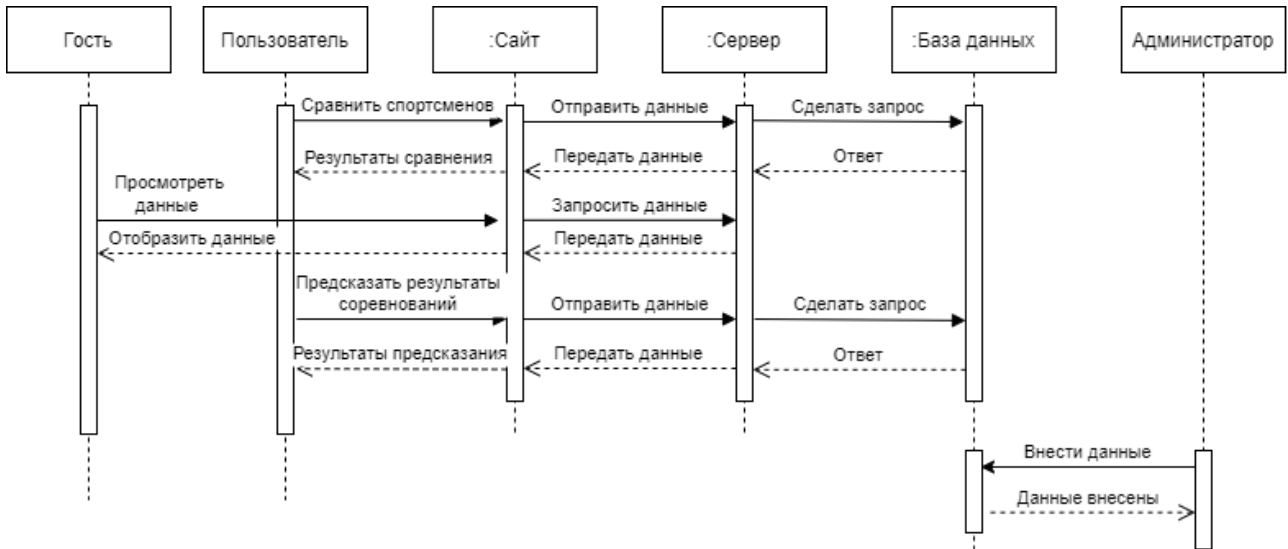 Гость
Пользователь
:Сайт
:Сервер
:База данных
Администратор
Сравнить спортсменов
Отправить данные
Сделать запрос
Результаты сравнения
Передать данные
Ответ
Просмотреть
данные
Запросить данные
Отобразить данные
Передать данные
Предсказать результаты
соревнований
Отправить данные
Сделать запрос
Результаты предсказания
Передать данные
Ответ
Внести данные
Данные внесены